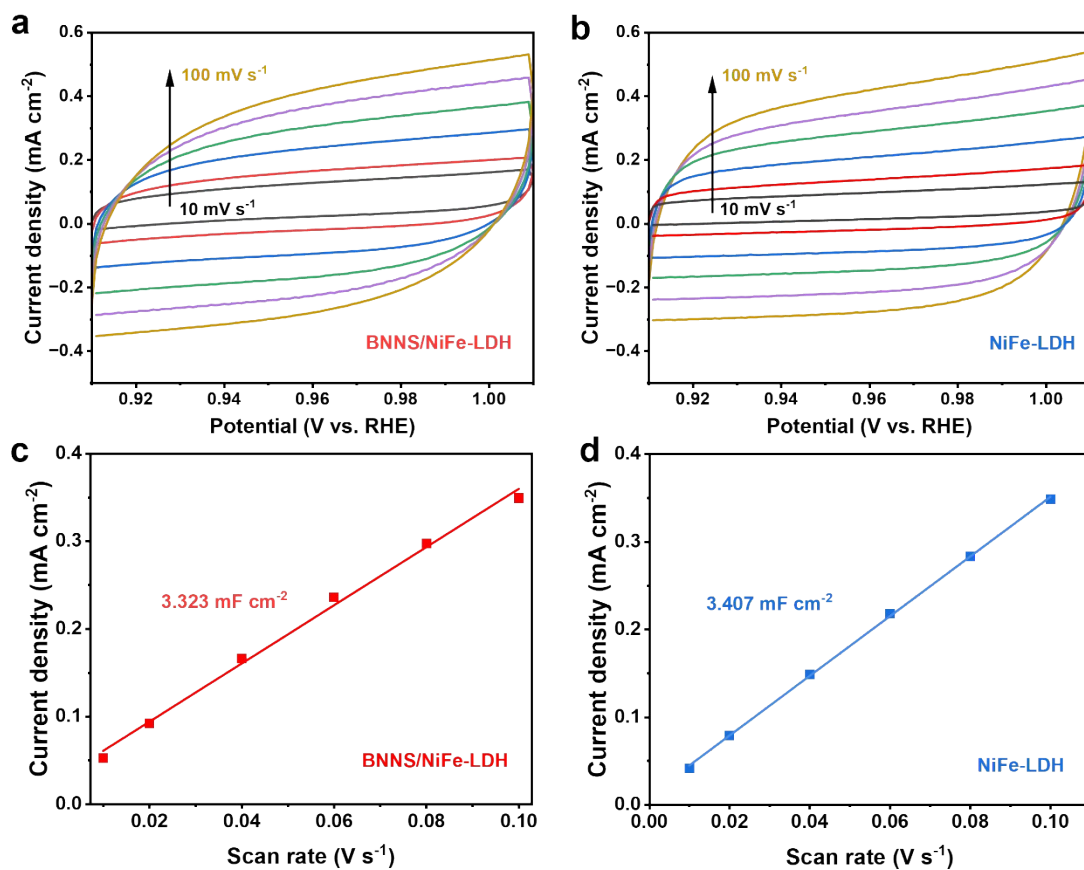 a
Current density (mA cm⁻²)
0.6
0.4
0.2
0.0
−0.2
−0.4
100 mV s⁻¹
10 mV s⁻¹
BNNS/NiFe-LDH
0.92
0.94
0.96
0.98
1.00
Potential (V vs. RHE)
b
Current density (mA cm⁻²)
0.6
0.4
0.2
0.0
−0.2
−0.4
100 mV s⁻¹
10 mV s⁻¹
NiFe-LDH
0.92
0.94
0.96
0.98
1.00
Potential (V vs. RHE)
c
Current density (mA cm⁻²)
0.4
0.3
0.2
0.1
0.0
3.323 mF cm⁻²
BNNS/NiFe-LDH
0.02
0.04
0.06
0.08
0.10
Scan rate (V s⁻¹)
d
Current density (mA cm⁻²)
0.4
0.3
0.2
0.1
0.0
3.407 mF cm⁻²
NiFe-LDH
0.00
0.02
0.04
0.06
0.08
0.10
Scan rate (V s⁻¹)